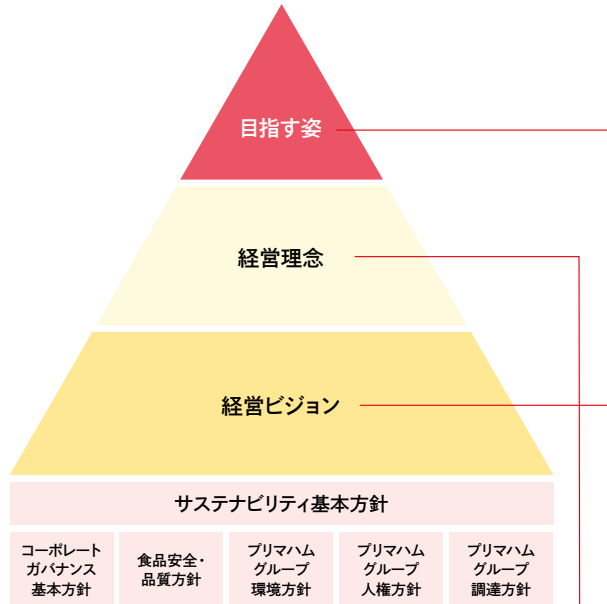 目指す姿
経営理念
経営ビジョン
サステナビリティ基本方針
コーポレート
ガバナンス
基本方針
食品安全・
品質方針
プリマハム
グループ
環境方針
プリマハム
グループ
人権方針
プリマハム
グループ
調達方針